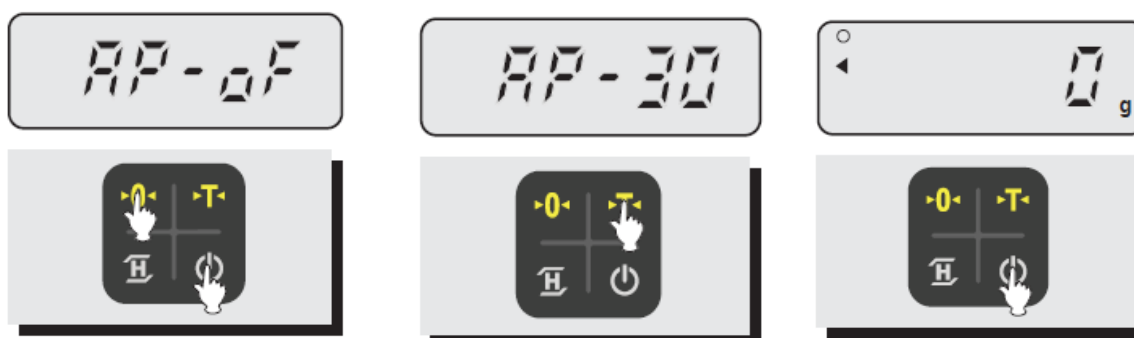 AP-oF
AP-30
0 g
▸0◂ ▸T◂
H
▸0◂ ▸T◂
H
▸0◂ ▸T◂
H